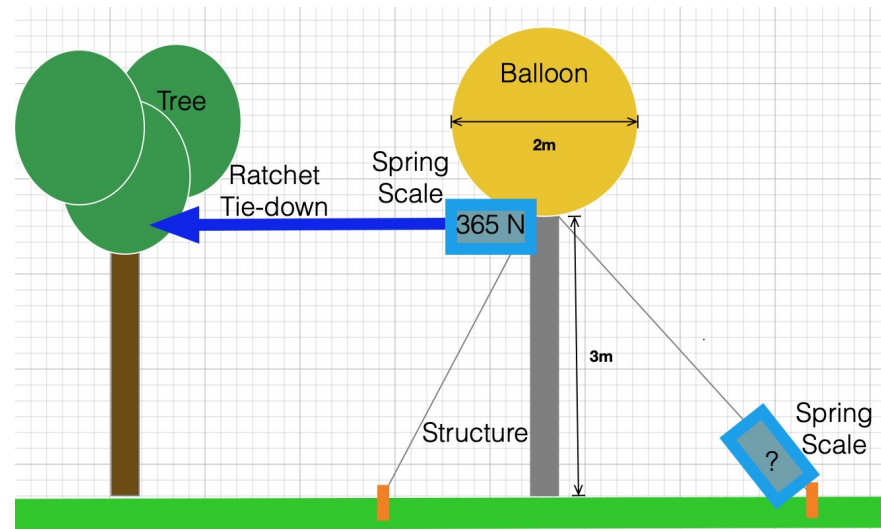 Balloon
Tree
2m
Spring
Scale
Ratchet
Tie-down
365 N
3m
Structure
Spring
Scale
?